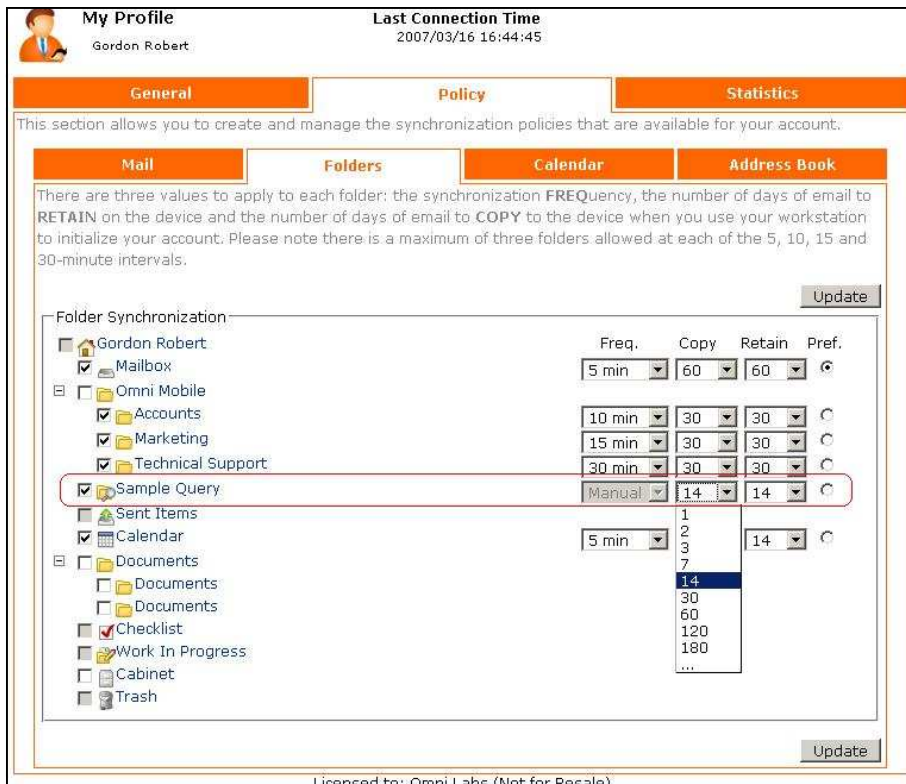 My Profile
Last Connection Time
Gordon Robert
2007/03/16 16:44:45
General
Policy
Statistics
This section allows you to create and manage the synchronization policies that are available for your account.
Mail
Folders
Calendar
Address Book
There are three values to apply to each folder: the synchronization FREQuency, the number of days of email to
RETAIN on the device and the number of days of email to COPY to the device when you use your workstation
to initialize your account. Please note there is a maximum of three folders allowed at each of the 5, 10, 15 and
30-minute intervals.
Update
Folder Synchronization
Gordon Robert Freq. Copy Retain Pref.
Mailbox 5 min 60 60
Omni Mobile
Accounts 10 min 30 30
Marketing 15 min 30 30
Technical Support 30 min 30 30
Sample Query Manual 14 14
Sent Items
Calendar 5 min 14
1
2
3
7
14
30
60
120
180
...
Documents
Documents
Documents
Checklist
Work In Progress
Cabinet
Trash
Update
Licensed to: Omni Labs (Not for Resale)